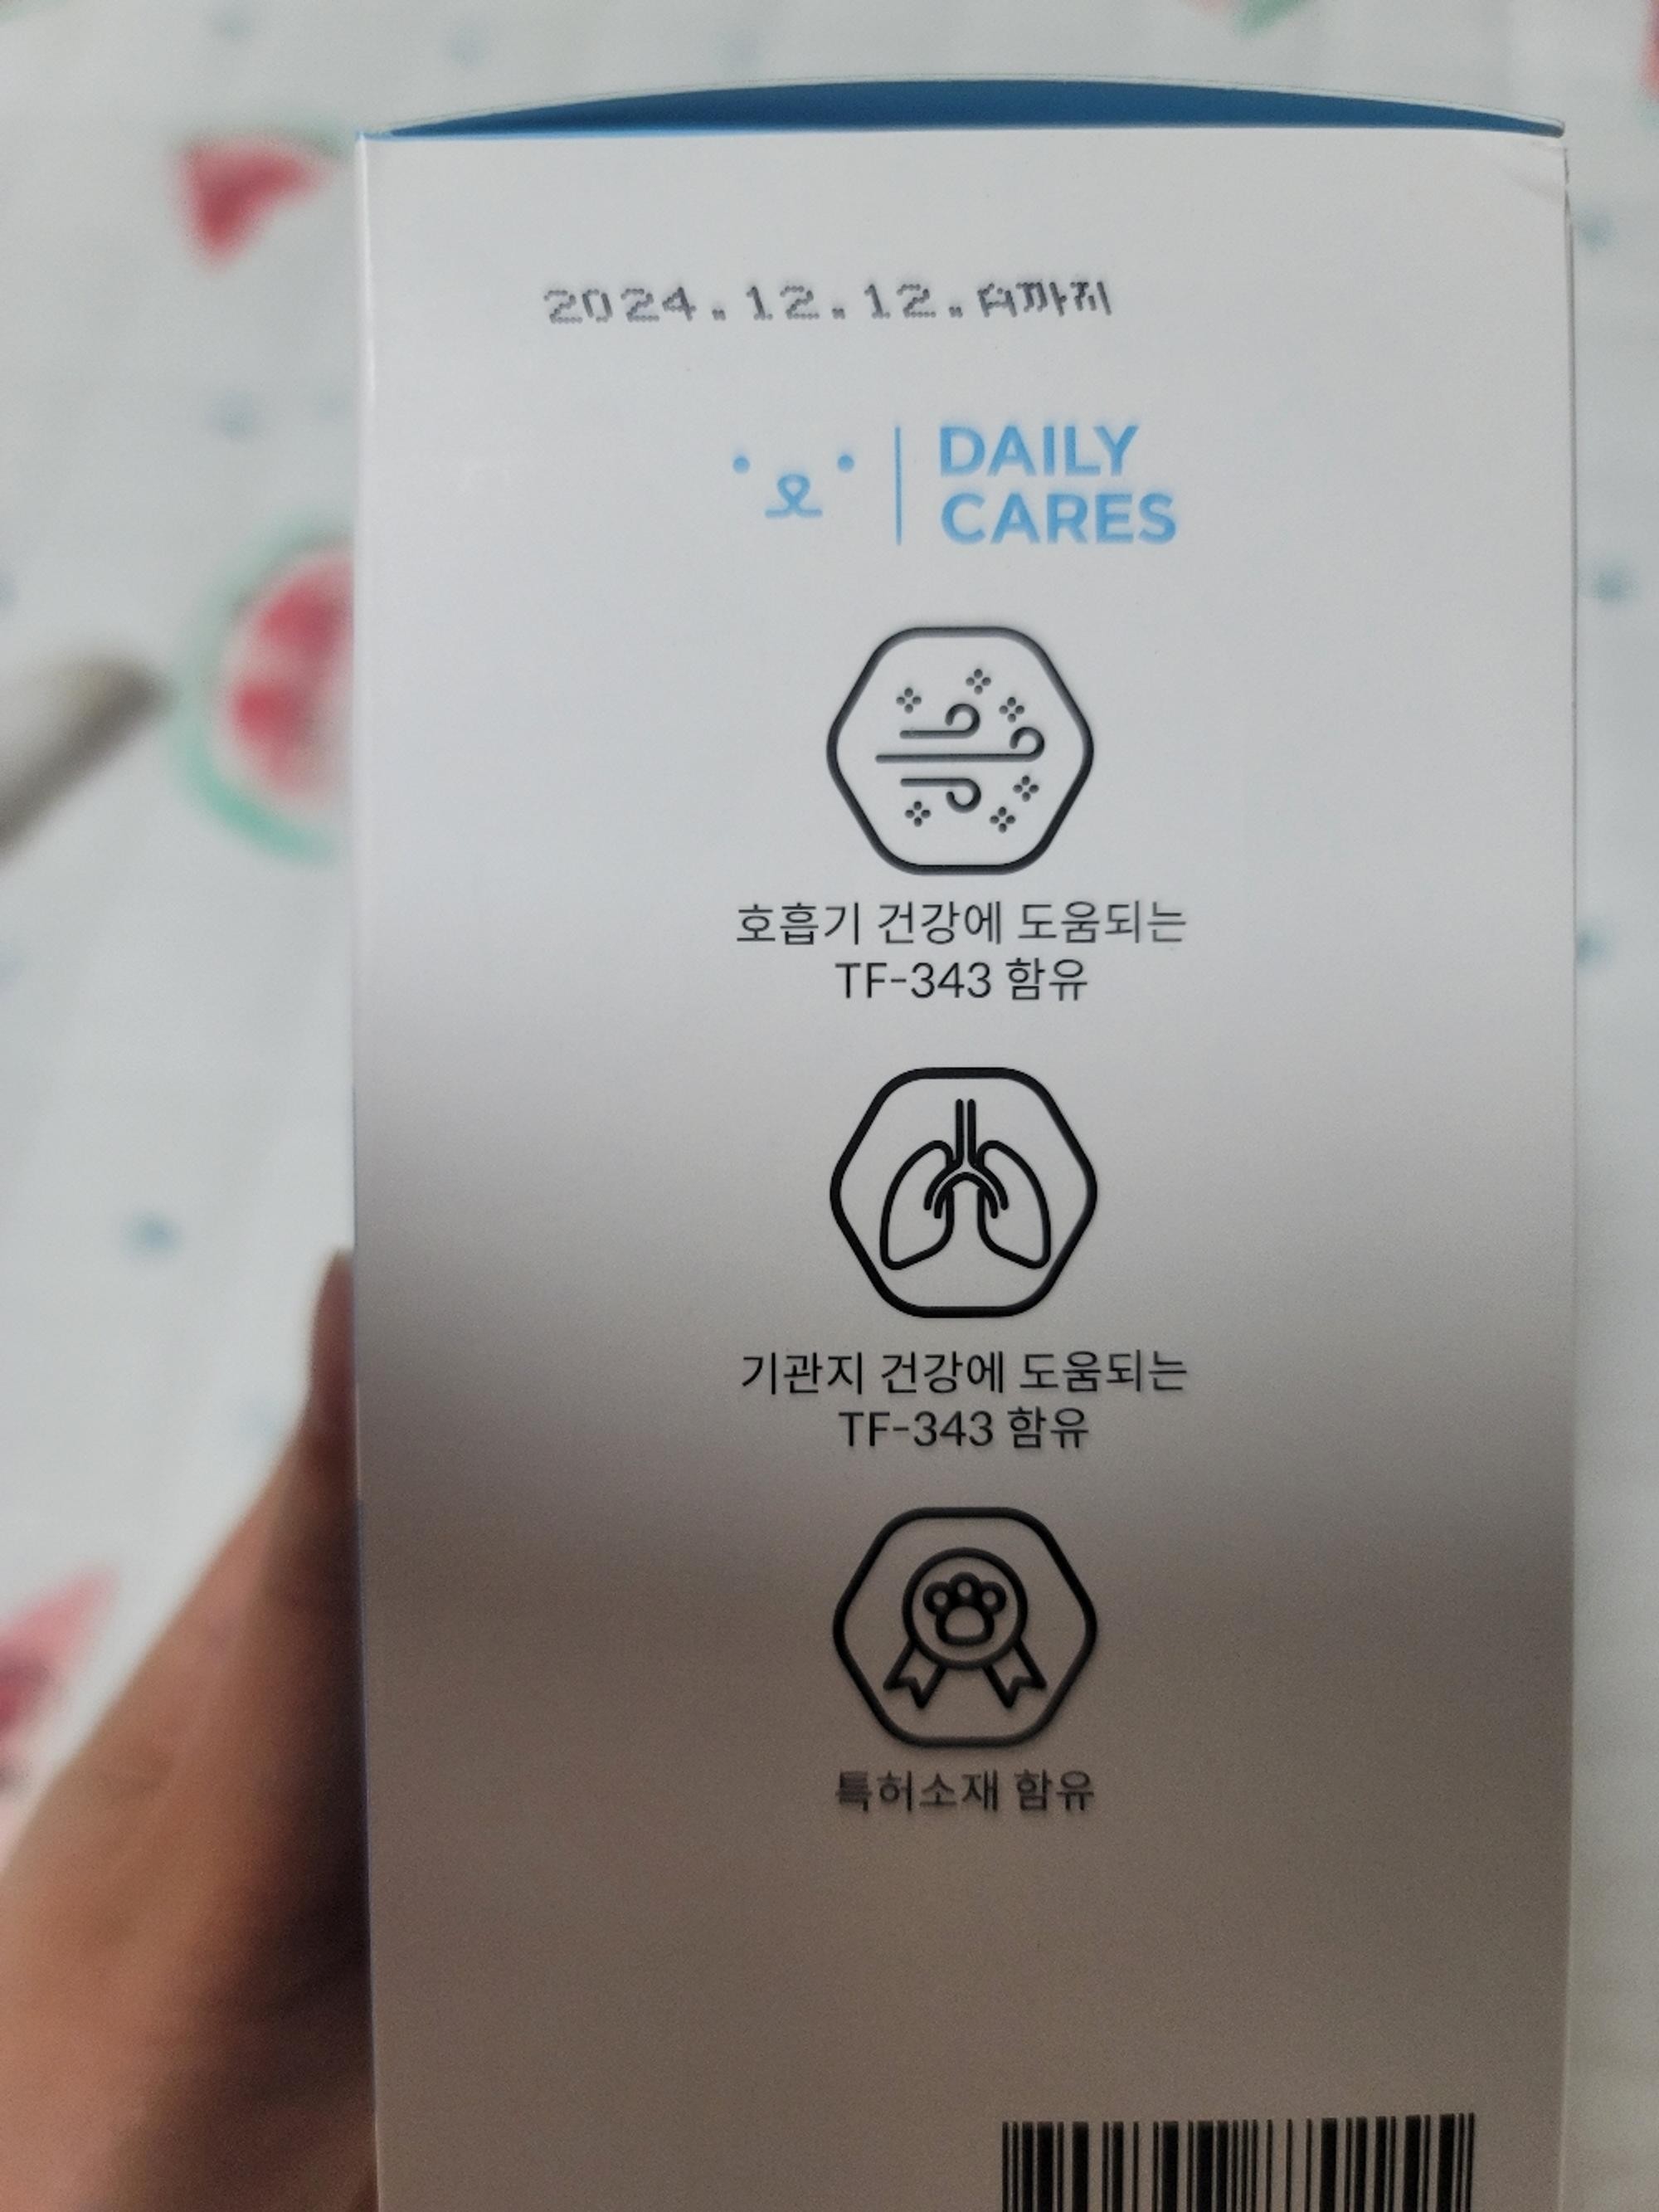 2024.12.12.日까지
DAILY
CARES
호흡기 건강에 도움되는
TF-343 함유
기관지 건강에 도움되는
TF-343 함유
특허소재 함유